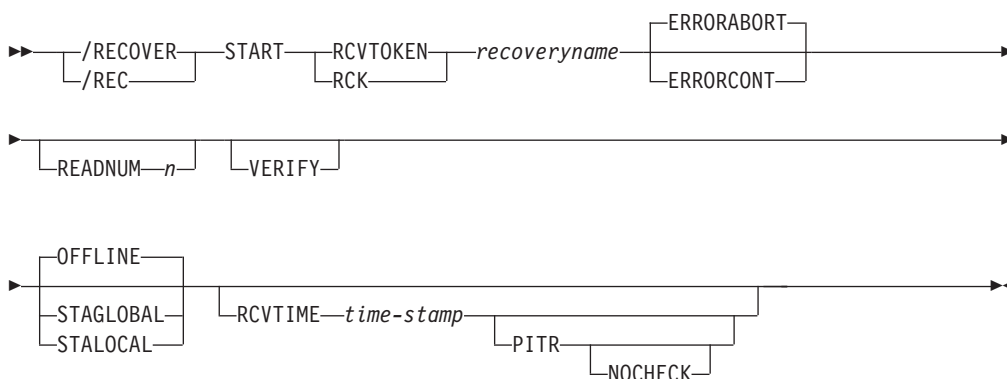 ERRORABORT
/RECOVER START RCVTOKEN recoveryname
/REC RCK ERRORCONT
READNUM n VERIFY
OFFLINE
STAGLOBAL RCVTIME time-stamp
STALOCAL PITR
NOCHECK